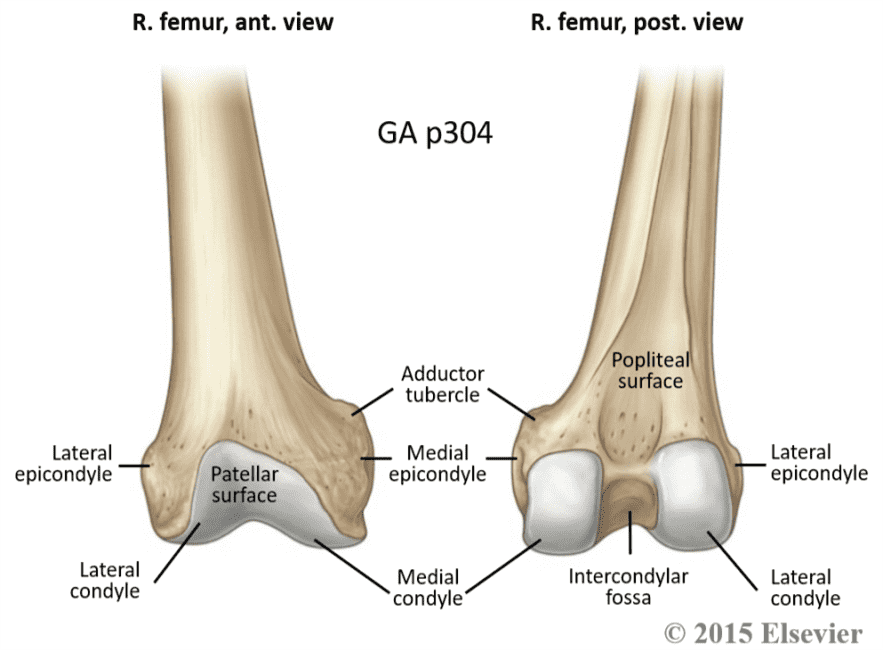 R. femur, ant. view
R. femur, post. view
GA p304
Popliteal
surface
Adductor
tubercle
Lateral
epicondyle
Medial
epicondyle
Lateral
epicondyle
Patellar
surface
Lateral
condyle
Medial
condyle
Intercondylar
fossa
Lateral
condyle
© 2015 Elsevier